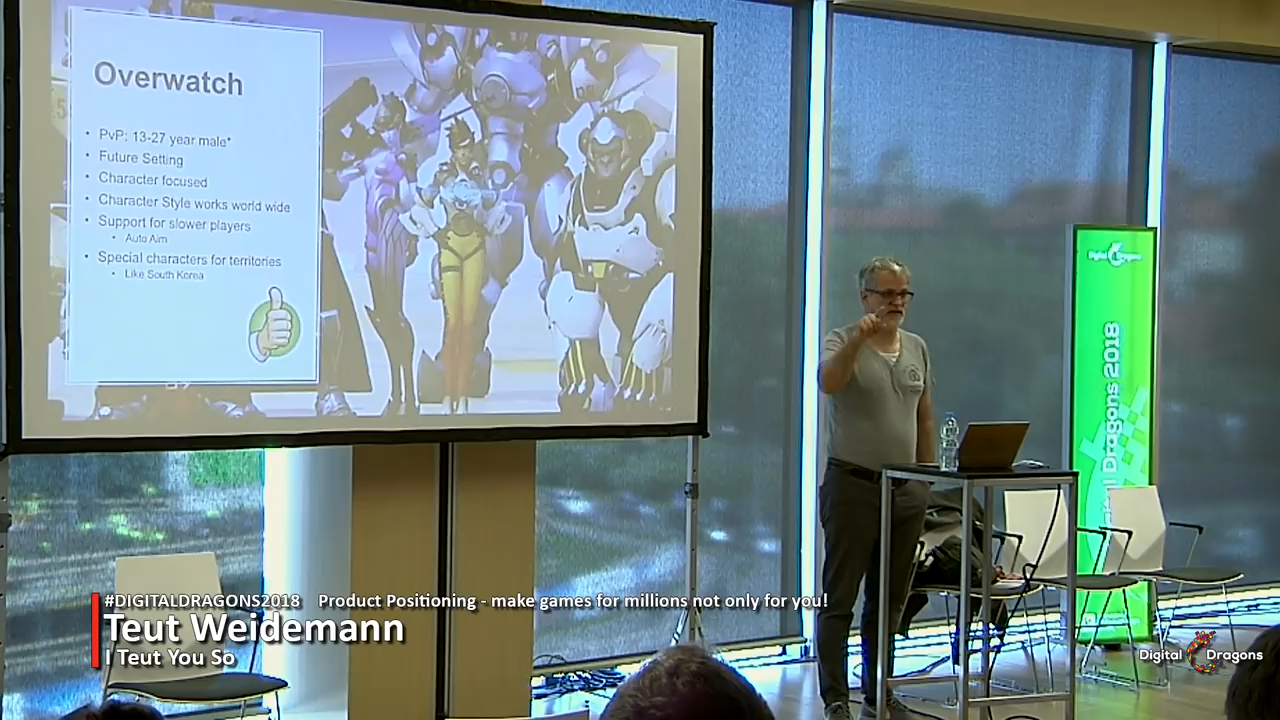 Overwatch
• PvP: 13-27 year male*
• Future Setting
• Character focused
• Character Style works world wide
• Support for slower players
• Auto Aim
• Special characters for territories
• Like South Korea
Digital Dragons
Digital Dragons 2018
#DIGITALDRAGONS2018 Product Positioning - make games for millions not only for you!
Teut Weidemann
I Teut You So
Digital Dragons